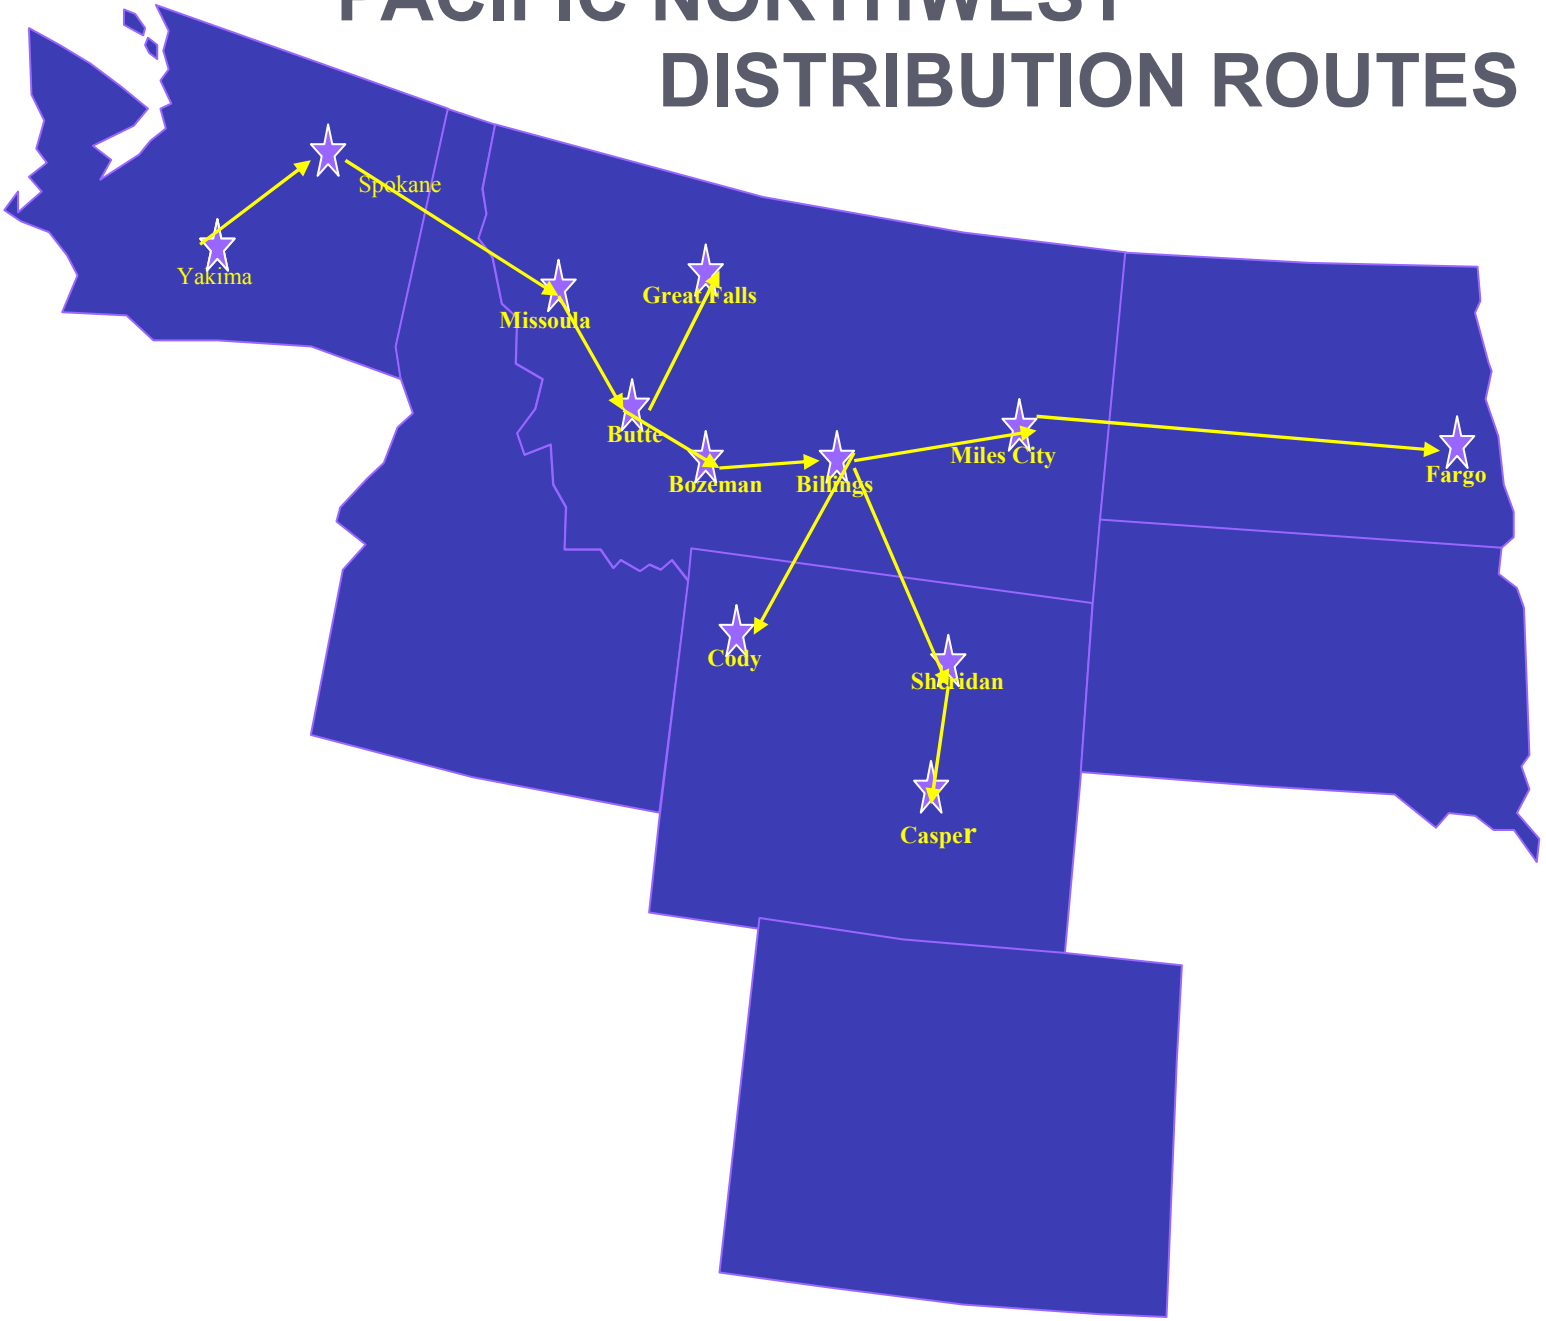 PACIFIC NORTHWEST
DISTRIBUTION ROUTES
Spokane
Yakima
Great Falls
Missoula
Butte
Bozeman
Billings
Miles City
Fargo
Cody
Sheridan
Casper